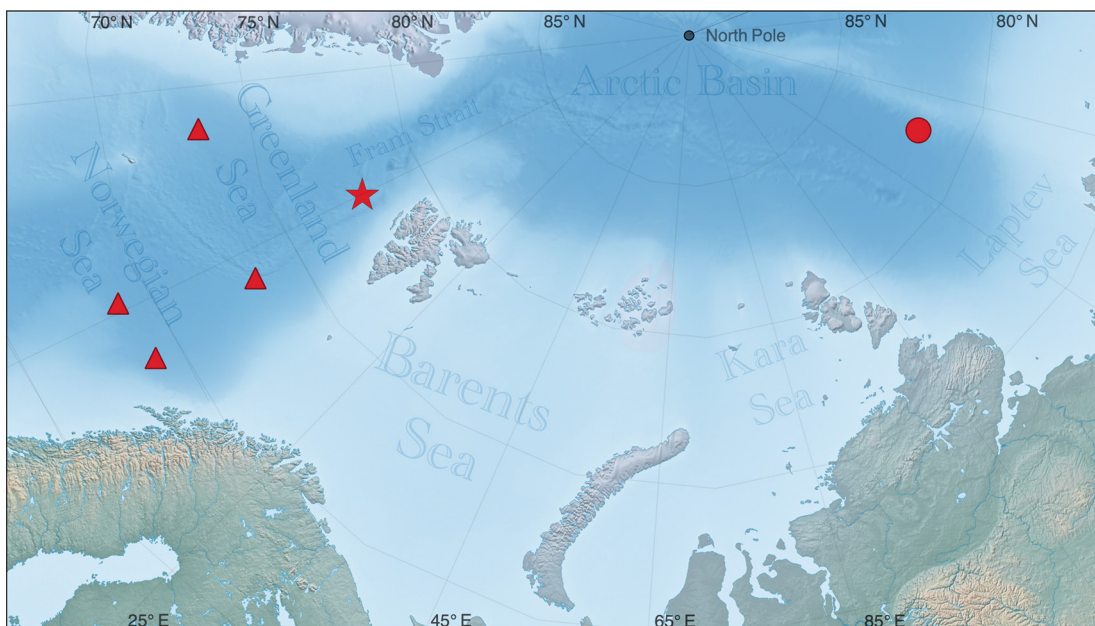 70° N 75° N 80° N 85° N 85° N 80° N
North Pole
Arctic Basin
Fram Strait
Greenland
Sea
Norwegian
Sea
Laptev
Sea
Barents
Sea
Kara
Sea
25° E 65° E 85° E